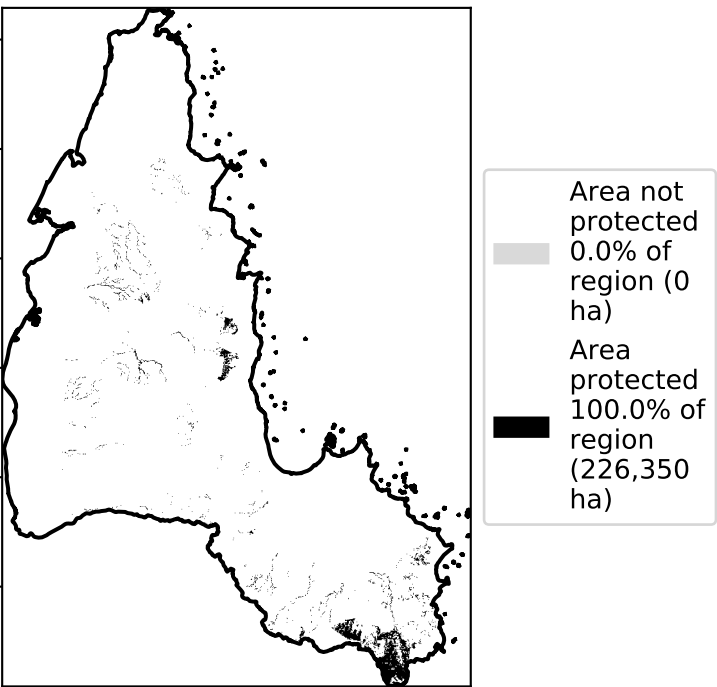 Area not
protected
0.0% of
region (0
ha)
Area
protected
100.0% of
region
(226,350
ha)